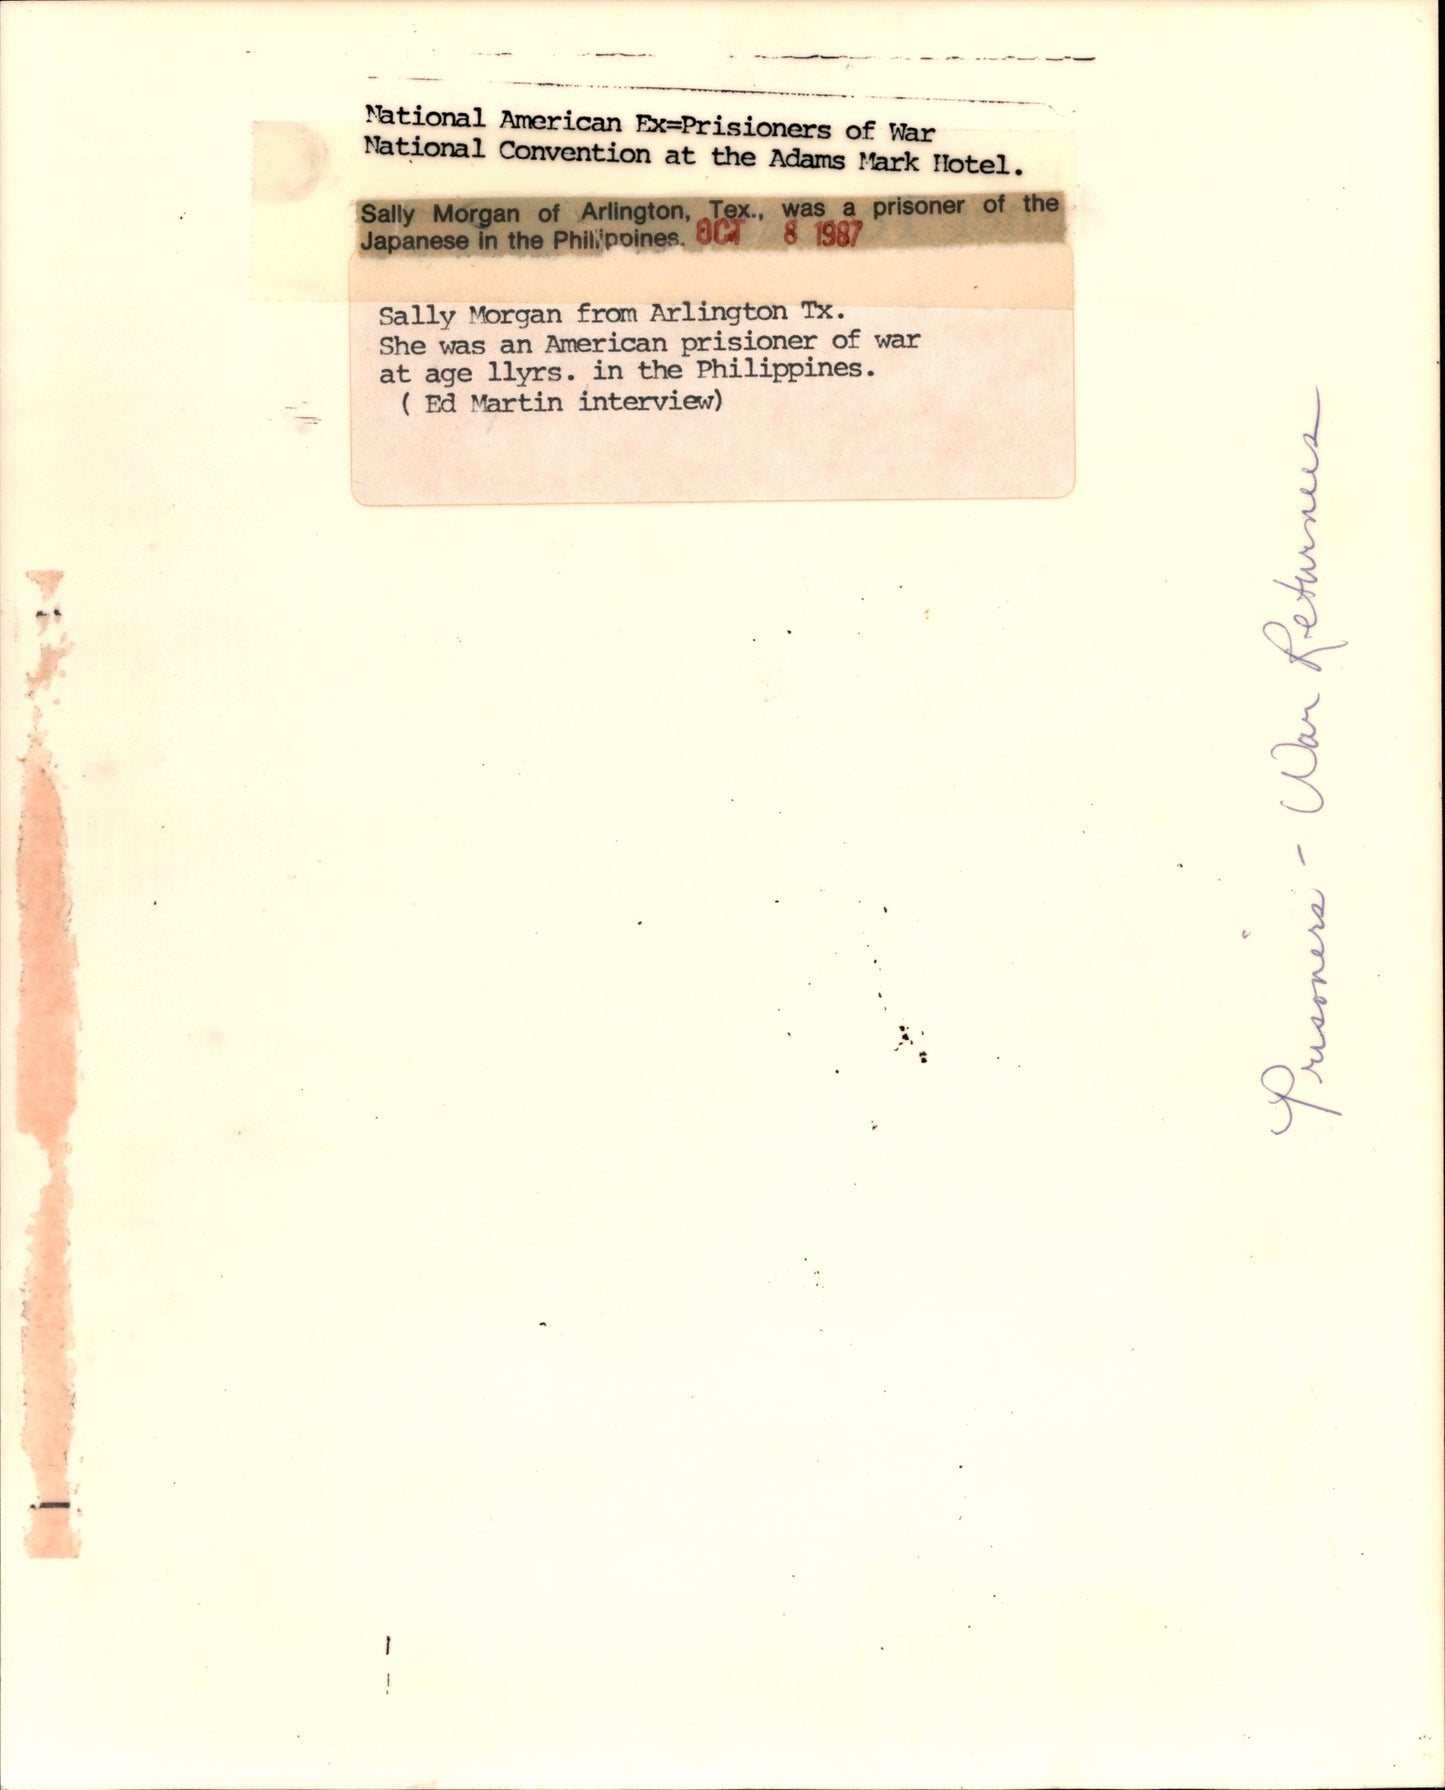 National American Ex=Prisioners of War
National Convention at the Adams Mark Hotel.
Sally Morgan of Arlington, Tex., was a prisoner of the
Japanese in the Philippines. OCT 8 1987
Sally Morgan from Arlington Tx.
She was an American prisioner of war
at age llyrs. in the Philippines.
( Ed Martin interview)
Prisoners - War Returnees